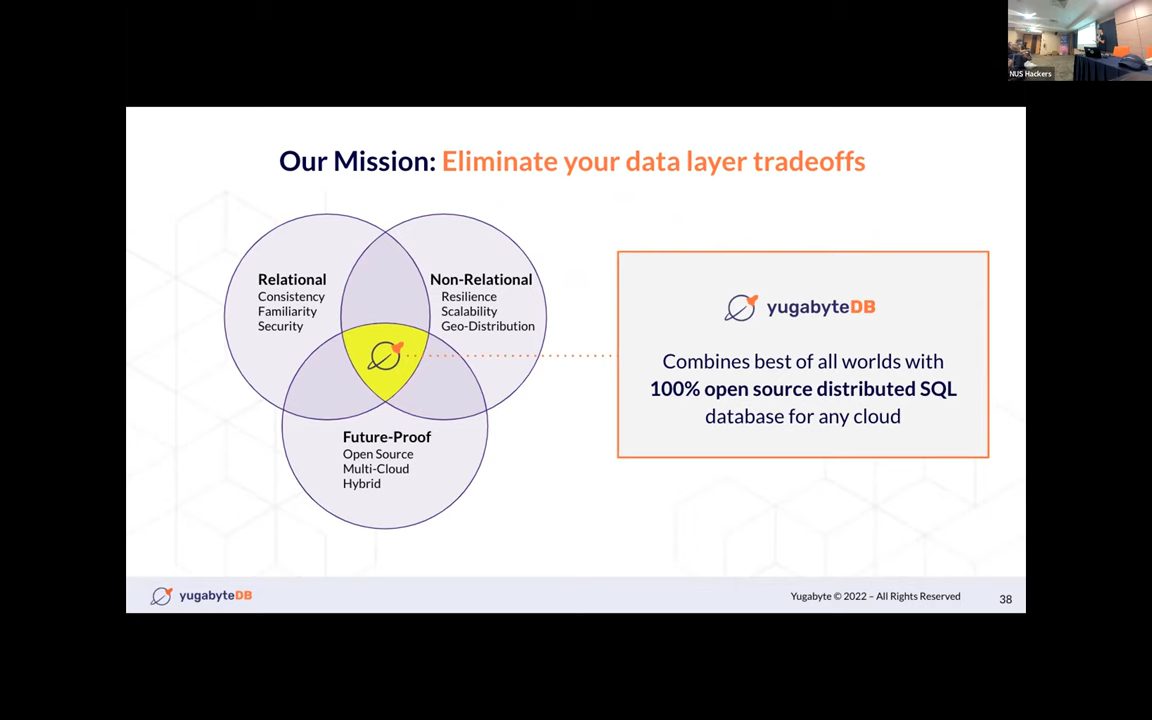 NUS Hackers
Our Mission: Eliminate your data layer tradeoffs
Relational
Consistency
Familiarity
Security
Non-Relational
Resilience
Scalability
Geo-Distribution
Future-Proof
Open Source
Multi-Cloud
Hybrid
yugabyteDB
Combines best of all worlds with
100% open source distributed SQL
database for any cloud
yugabyteDB
Yugabyte © 2022 – All Rights Reserved
38